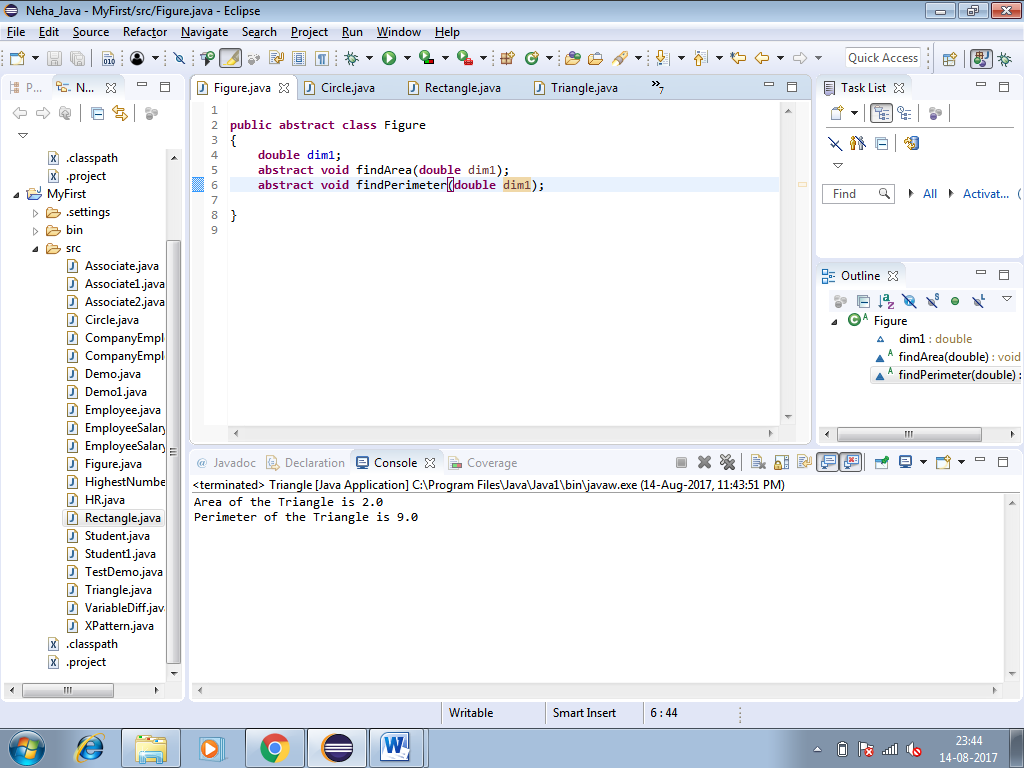 Neha_Java - MyFirst/src/Figure.java - Eclipse
File Edit Source Refactor Navigate Search Project Run Window Help
Quick Access
P... N...
Figure.java Circle.java Rectangle.java Triangle.java »7
Task List
.classpath
.project
MyFirst
.settings
bin
src
Associate.java
Associate1.java
Associate2.java
Circle.java
CompanyEmpl
CompanyEmpl
Demo.java
Demo1.java
Employee.java
EmployeeSalary
EmployeeSalary
Figure.java
HighestNumbe
HR.java
Rectangle.java
Student.java
Student1.java
TestDemo.java
Triangle.java
VariableDiff.jav
XPattern.java
.classpath
.project
1
2 public abstract class Figure
3 {
4 double dim1;
5 abstract void findArea(double dim1);
6 abstract void findPerimeter(double dim1);
7
8 }
9
Find All Activat...
Outline
Figure
dim1 : double
findArea(double) : void
findPerimeter(double) :
Javadoc Declaration Console Coverage
<terminated> Triangle [Java Application] C:\Program Files\Java\Java1\bin\javaw.exe (14-Aug-2017, 11:43:51 PM)
Area of the Triangle is 2.0
Perimeter of the Triangle is 9.0
Writable Smart Insert 6 : 44
23:44
14-08-2017